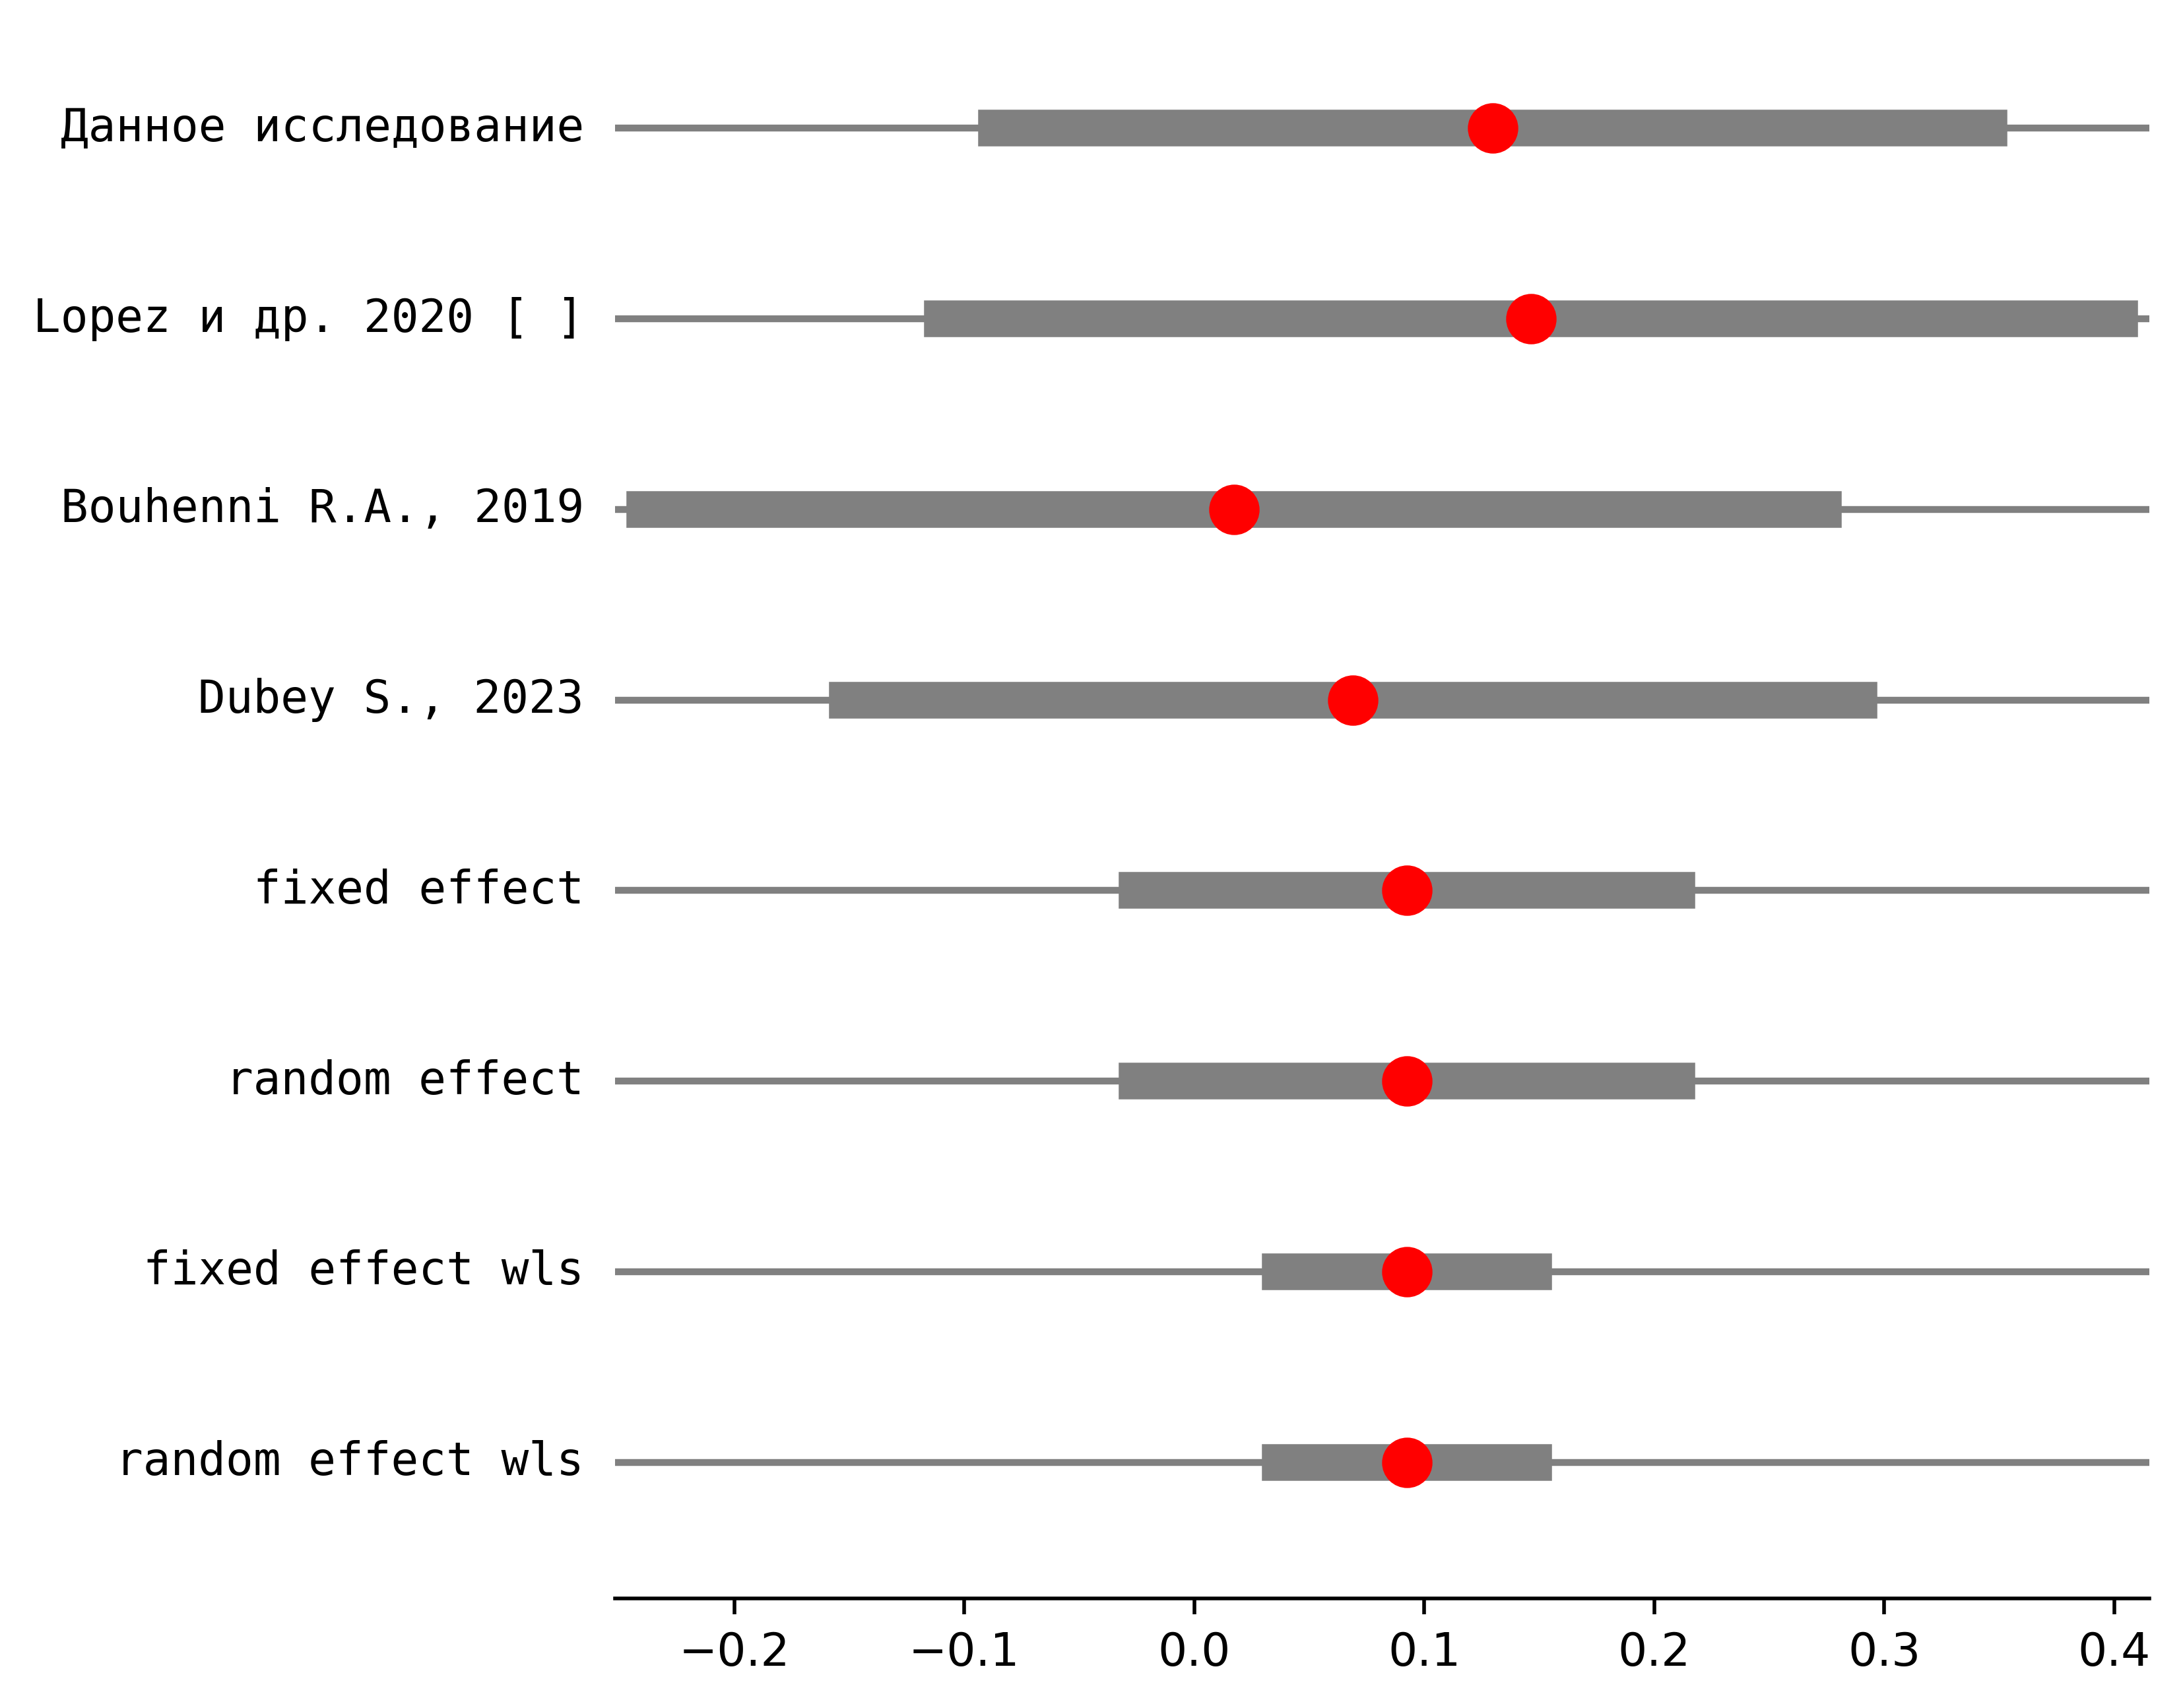 Данное исследование
Lopez и др. 2020 [ ]
Bouhenni R.A., 2019
Dubey S., 2023
fixed effect
random effect
fixed effect wls
random effect wls
−0.2 −0.1 0.0 0.1 0.2 0.3 0.4